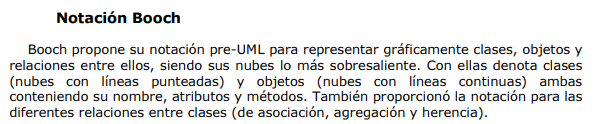 Notación Booch
Booch propone su notación pre-UML para representar gráficamente clases, objetos y
relaciones entre ellos, siendo sus nubes lo más sobresaliente. Con ellas denota clases
(nubes con líneas punteadas) y objetos (nubes con líneas continuas) ambas
conteniendo su nombre, atributos y métodos. También proporcionó la notación para las
diferentes relaciones entre clases (de asociación, agregación y herencia).